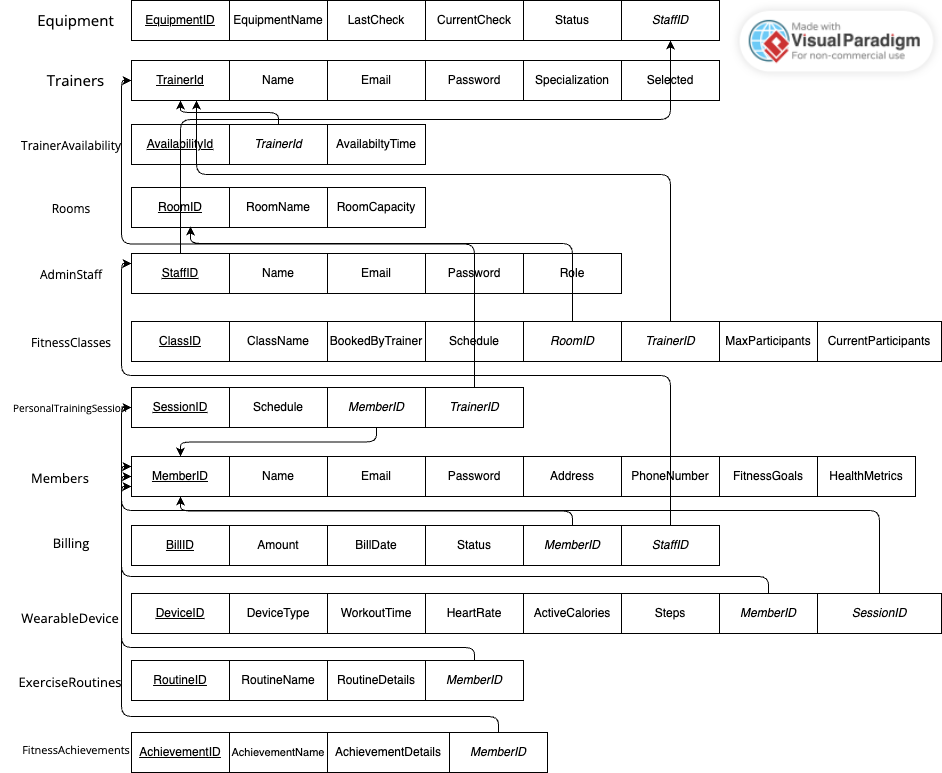 Equipment EquipmentID EquipmentName LastCheck CurrentCheck Status StaffID
Made with
Visual Paradigm
For non-commercial use
Trainers TrainerId Name Email Password Specialization Selected
TrainerAvailability AvailabilityId TrainerId AvailabiltyTime
Rooms RoomID RoomName RoomCapacity
AdminStaff StaffID Name Email Password Role
FitnessClasses ClassID ClassName BookedByTrainer Schedule RoomID TrainerID MaxParticipants CurrentParticipants
PersonalTrainingSession SessionID Schedule MemberID TrainerID
Members MemberID Name Email Password Address PhoneNumber FitnessGoals HealthMetrics
Billing BillID Amount BillDate Status MemberID StaffID
WearableDevice DeviceID DeviceType WorkoutTime HeartRate ActiveCalories Steps MemberID SessionID
ExerciseRoutines RoutineID RoutineName RoutineDetails MemberID
FitnessAchievements AchievementID AchievementName AchievementDetails MemberID